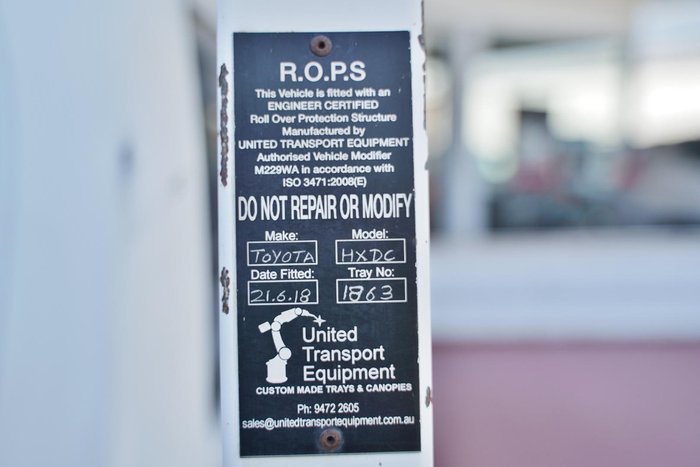 R.O.P.S
This Vehicle is fitted with an
ENGINEER CERTIFIED
Roll Over Protection Structure
Manufactured by
UNITED TRANSPORT EQUIPMENT
Authorised Vehicle Modifier
M229WA in accordance with
ISO 3471:2008(E)
DO NOT REPAIR OR MODIFY
Make: Model:
TOYOTA HXDC
Date Fitted: Tray No:
21.6.18 1863
United
Transport
Equipment
CUSTOM MADE TRAYS & CANOPIES
Ph: 9472 2605
sales@unitedtransportequipment.com.au